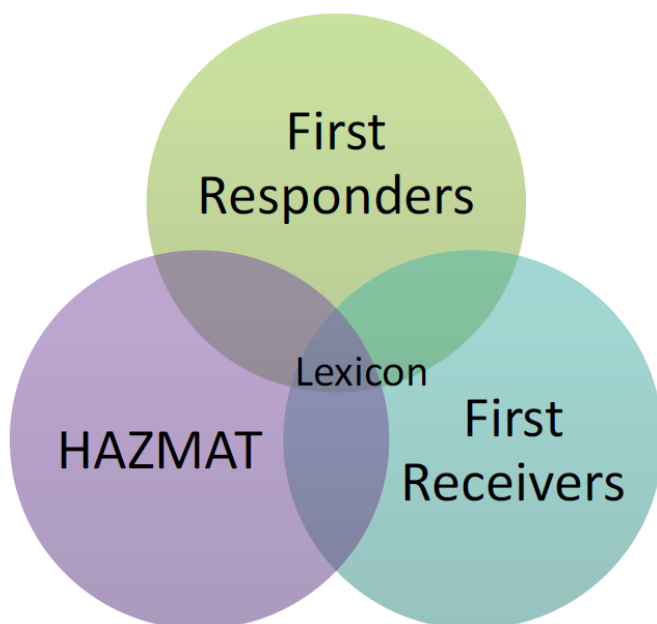 First
Responders
Lexicon
HAZMAT
First
Receivers